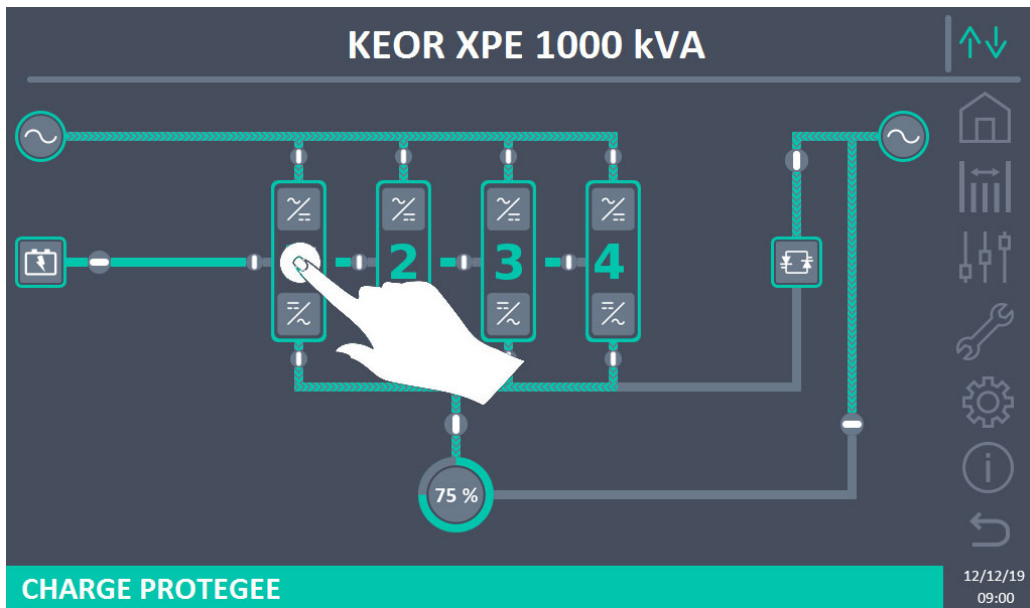 KEOR XPE 1000 kVA
2 3 4
75 %
CHARGE PROTEGEE
12/12/19
09:00